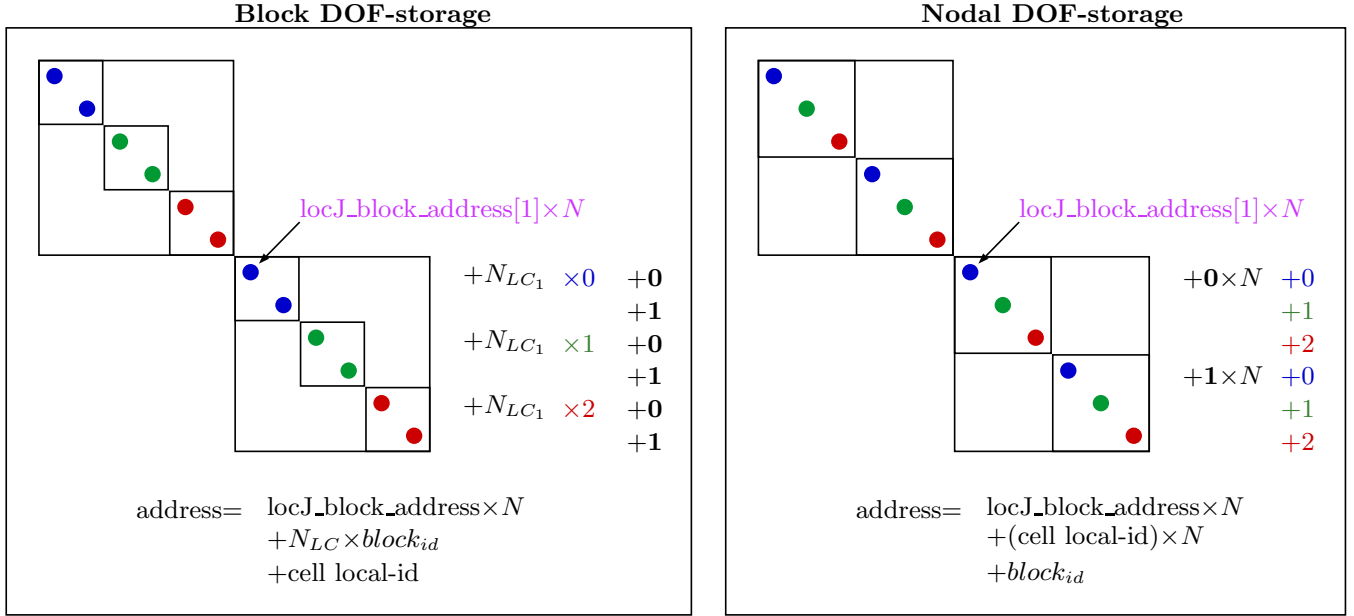 Block DOF-storage
locJ_block_address[1]×N
+N_{LC_1} ×0 +0
+1
+N_{LC_1} ×1 +0
+1
+N_{LC_1} ×2 +0
+1
address= locJ_block_address×N
+N_{LC}×block_{id}
+cell local-id
Nodal DOF-storage
locJ_block_address[1]×N
+0×N +0
+1
+2
+1×N +0
+1
+2
address= locJ_block_address×N
+(cell local-id)×N
+block_{id}